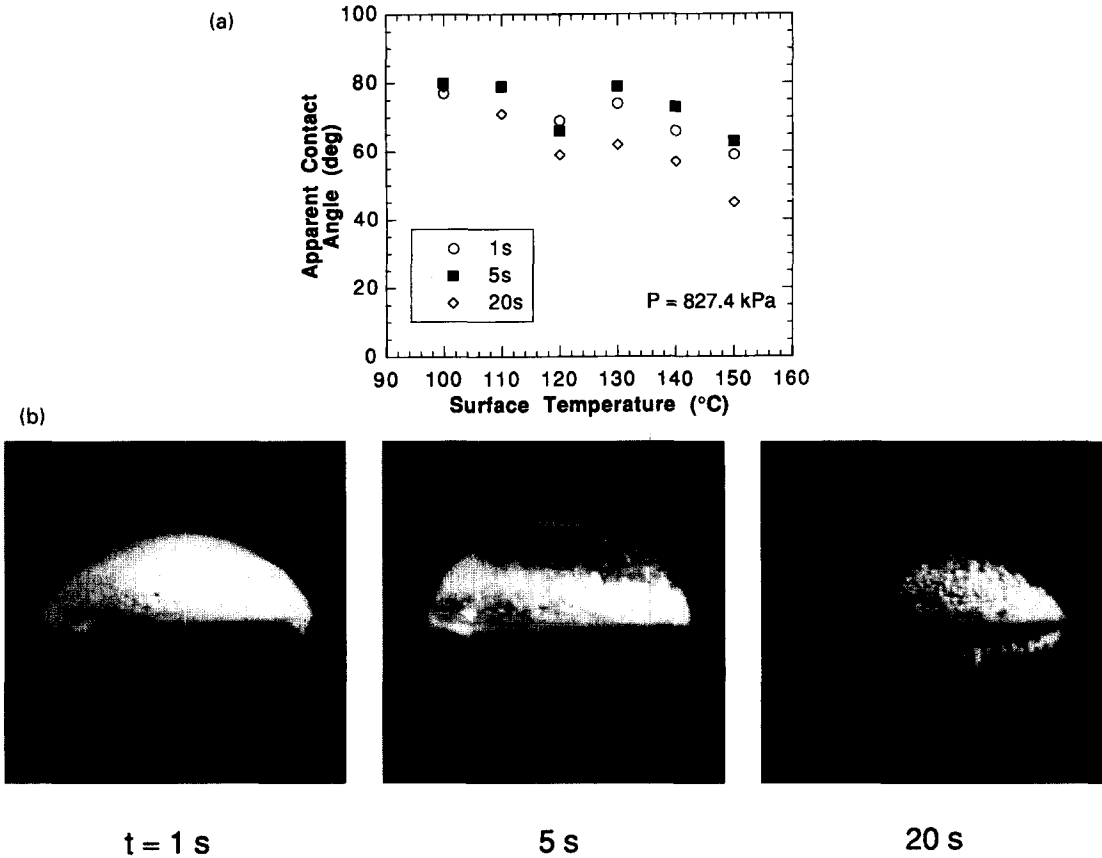 (a)
100
80
60
40
20
0
Apparent Contact
Angle (deg)
1s
5s
20s
P = 827.4 kPa
90 100 110 120 130 140 150 160
Surface Temperature (°C)
(b)
t = 1 s
5 s
20 s